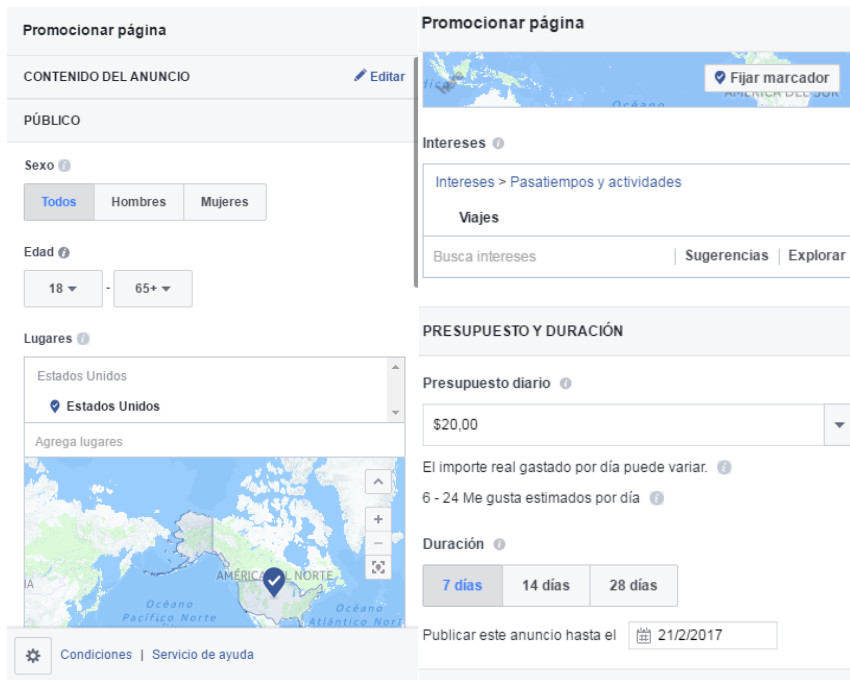 Promocionar página
CONTENIDO DEL ANUNCIO
Editar
PÚBLICO
Sexo
Todos
Hombres
Mujeres
Edad
18
-
65+
Lugares
Estados Unidos
Estados Unidos
Agrega lugares
AMÉRICA DEL NORTE
Océano
Pacífico Norte
Océano
Atlántico Nort
Condiciones | Servicio de ayuda
Promocionar página
Fijar marcador
Océano
AMÉRICA DEL SUR
Intereses
Intereses > Pasatiempos y actividades
Viajes
Busca intereses | Sugerencias | Explorar
PRESUPUESTO Y DURACIÓN
Presupuesto diario
$20,00
El importe real gastado por día puede variar.
6 - 24 Me gusta estimados por día
Duración
7 días
14 días
28 días
Publicar este anuncio hasta el 21/2/2017